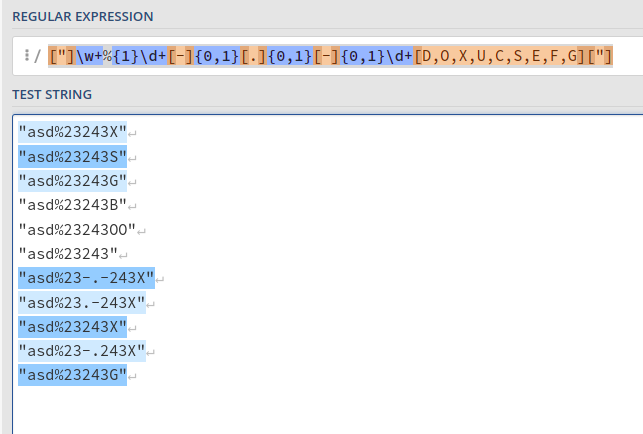 REGULAR EXPRESSION
/ ["]\w+%{1}\d+[-]{0,1}[.]{0,1}[-]{0,1}\d+[D,O,X,U,C,S,E,F,G]["]
TEST STRING
"asd%23243X"↵
"asd%23243S"↵
"asd%23243G"↵
"asd%23243B"↵
"asd%23243OO"↵
"asd%23243"↵
"asd%23-.-243X"↵
"asd%23.-243X"↵
"asd%23243X"↵
"asd%23-.243X"↵
"asd%23243G"↵